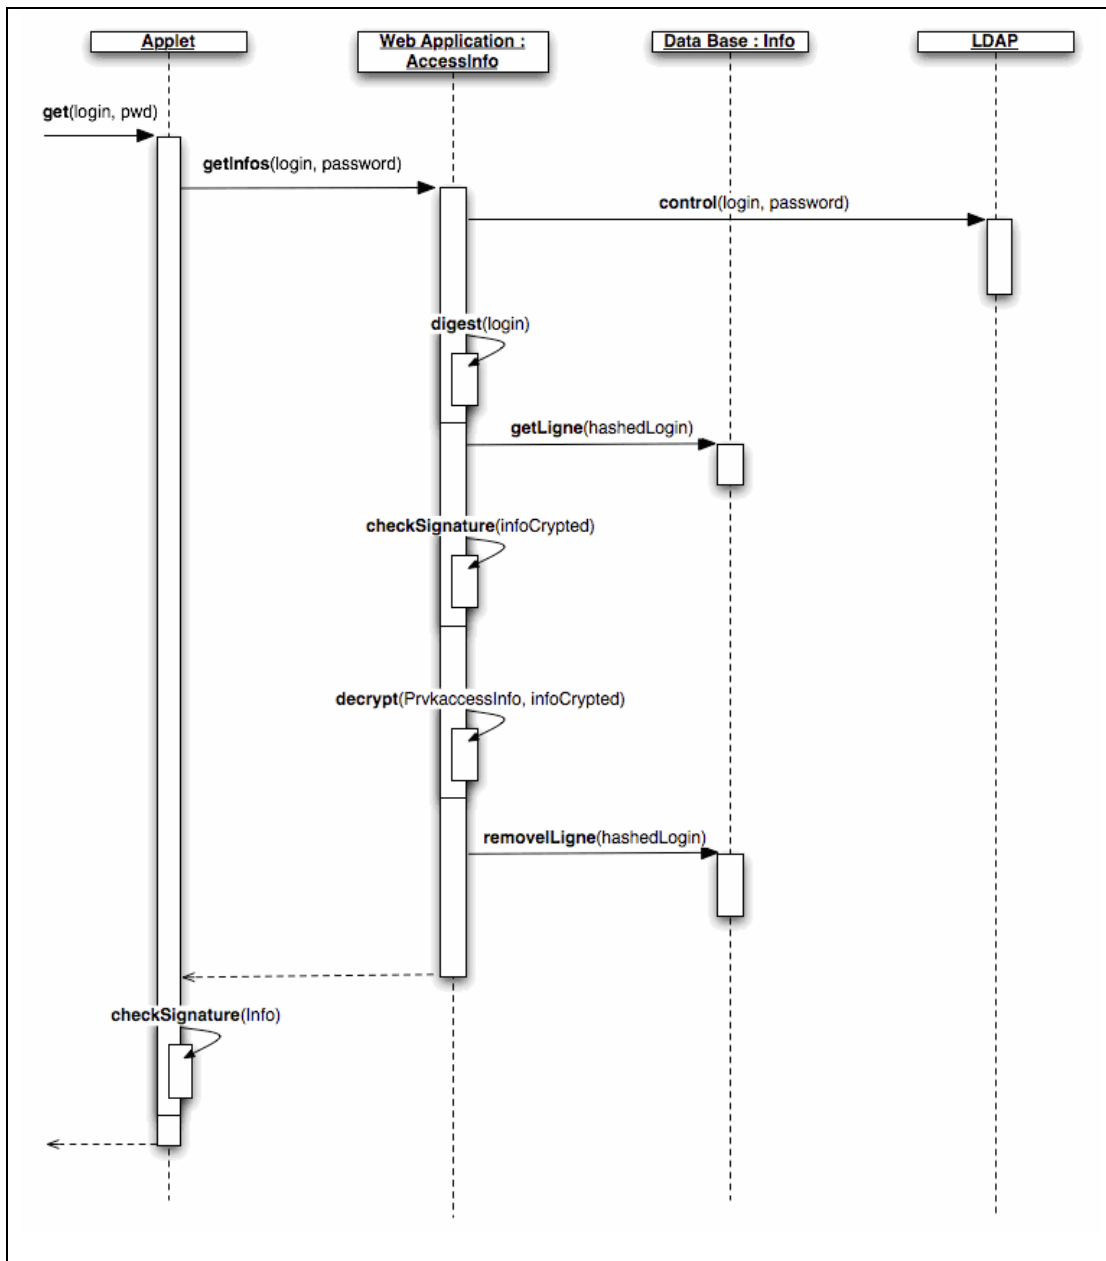 Applet
Web Application :
AccessInfo
Data Base : Info
LDAP
get(login, pwd)
getInfos(login, password)
control(login, password)
digest(login)
getLigne(hashedLogin)
checkSignature(infoCrypted)
decrypt(PrvkaccessInfo, infoCrypted)
removelLigne(hashedLogin)
checkSignature(Info)